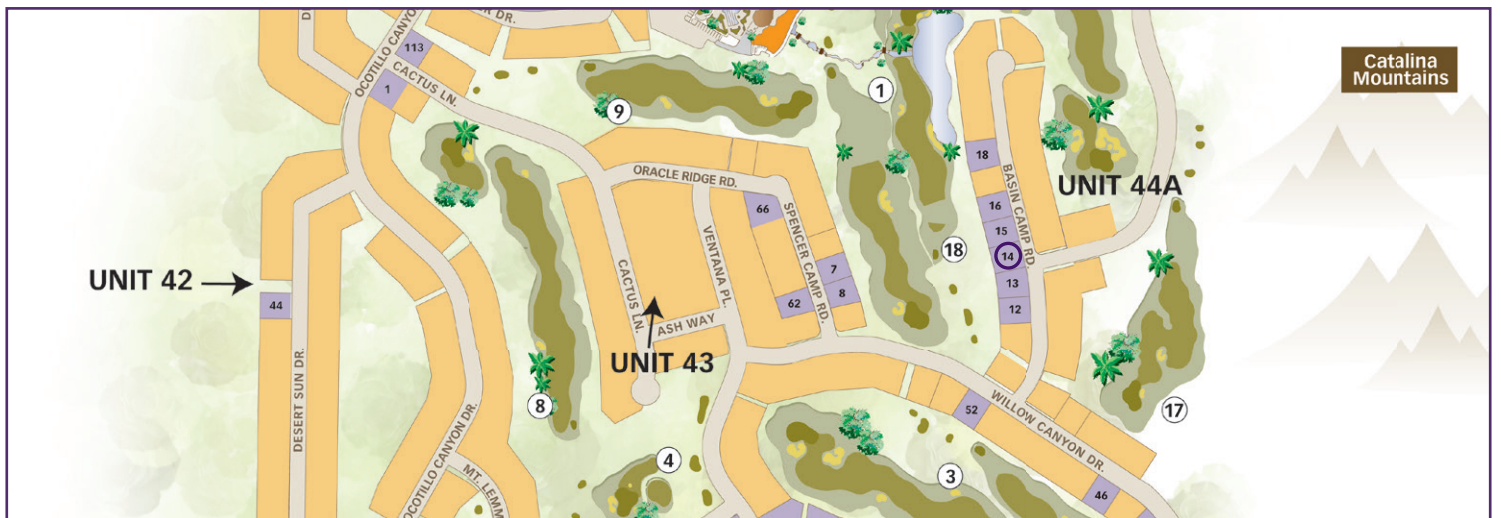 DR.
OCOTILLO CANYO
113
CACTUS LN.
1
9
1
Catalina
Mountains
18
BASIN CAMP RD.
UNIT 44A
ORACLE RIDGE RD.
66
SPENCER CAMP RD.
VENTANA PL.
16
15
14
13
12
18
7
8
62
UNIT 42
44
CACTUS LN.
ASH WAY
UNIT 43
DESERT SUN DR.
OCOTILLO CANYON DR.
8
MT. LEMM
4
3
52
WILLOW CANYON DR.
46
17